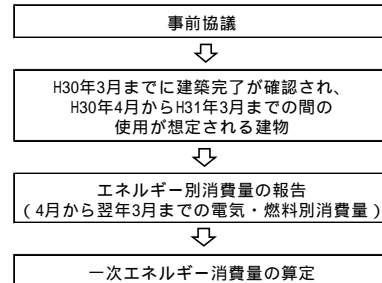 事前協議
H30年3月までに建築完了が確認され、
H30年4月からH31年3月までの間の
使用が想定される建物
エネルギー別消費量の報告
(4月から翌年3月までの電気・燃料別消費量)
一次エネルギー消費量の算定